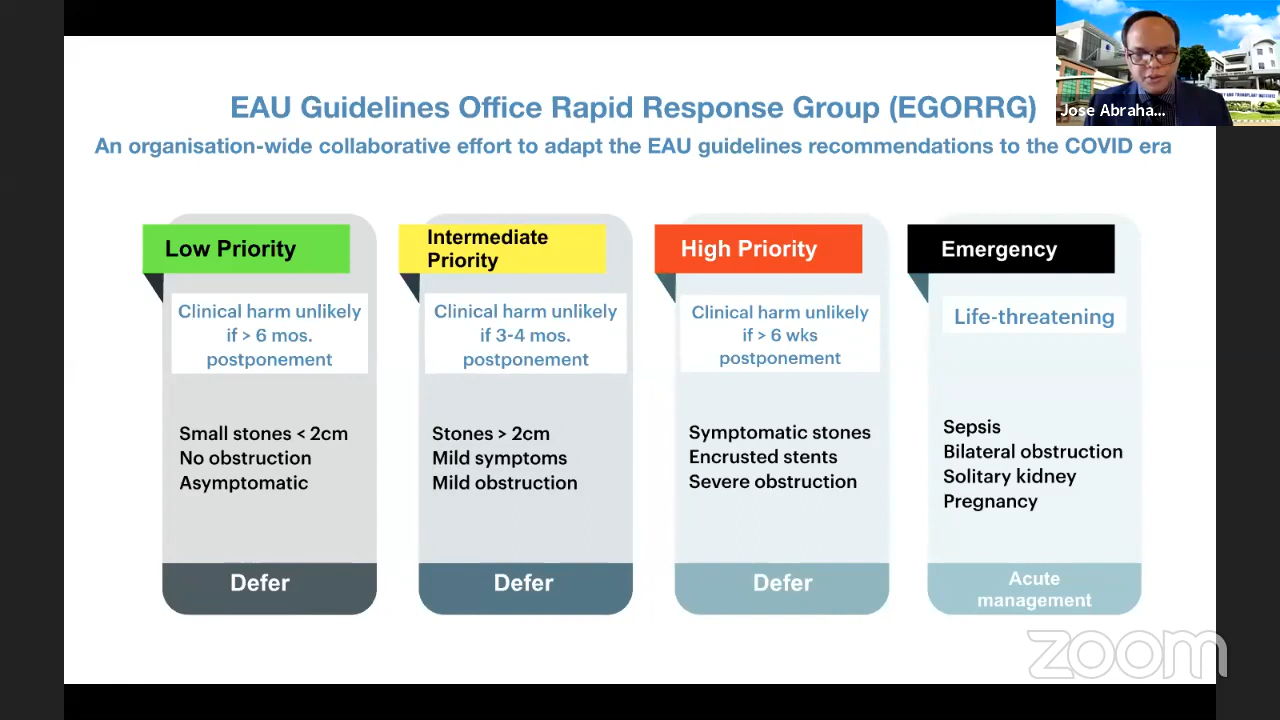 EAU Guidelines Office Rapid Response Group (EGORRG)
An organisation-wide collaborative effort to adapt the EAU guidelines recommendations to the COVID era
Jose Abraha...
Low Priority
Clinical harm unlikely
if > 6 mos.
postponement
Small stones < 2cm
No obstruction
Asymptomatic
Defer
Intermediate
Priority
Clinical harm unlikely
if 3-4 mos.
postponement
Stones > 2cm
Mild symptoms
Mild obstruction
Defer
High Priority
Clinical harm unlikely
if > 6 wks
postponement
Symptomatic stones
Encrusted stents
Severe obstruction
Defer
Emergency
Life-threatening
Sepsis
Bilateral obstruction
Solitary kidney
Pregnancy
Acute
management
zoom